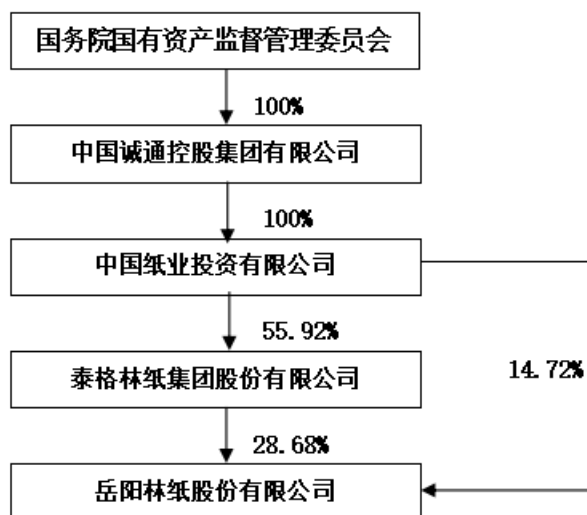 国务院国有资产监督管理委员会
100%
中国诚通控股集团有限公司
100%
中国纸业投资有限公司
55.92%
泰格林纸集团股份有限公司
14.72%
28.68%
岳阳林纸股份有限公司